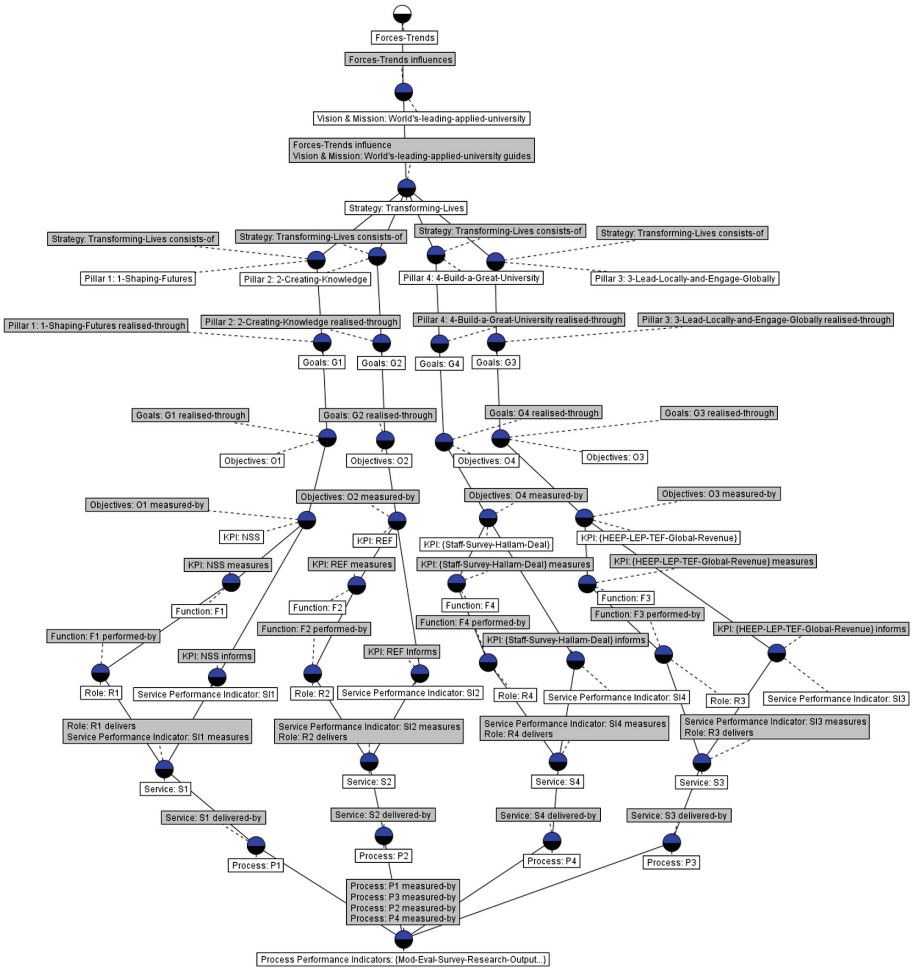 Forces-Trends
Forces-Trends influences
Vision & Mission: World's-leading-applied-university
Forces-Trends influence
Vision & Mission: World's-leading-applied-university guides
Strategy: Transforming-Lives
Strategy: Transforming-Lives consists-of
Strategy: Transforming-Lives consists-of
Strategy: Transforming-Lives consists-of
Strategy: Transforming-Lives consists-of
Pillar 1: 1-Shaping-Futures
Pillar 2: 2-Creating-Knowledge
Pillar 4: 4-Build-a-Great-University
Pillar 3: 3-Lead-Locally-and-Engage-Globally
Pillar 1: 1-Shaping-Futures realised-through
Pillar 2: 2-Creating-Knowledge realised-through
Pillar 4: 4-Build-a-Great-University realised-through
Pillar 3: 3-Lead-Locally-and-Engage-Globally realised-through
Goals: G1
Goals: G2
Goals: G4
Goals: G3
Goals: G1 realised-through
Goals: G2 realised-through
Goals: G4 realised-through
Goals: G3 realised-through
Objectives: O1
Objectives: O2
Objectives: O4
Objectives: O3
Objectives: O1 measured-by
Objectives: O2 measured-by
Objectives: O4 measured-by
Objectives: O3 measured-by
KPI: NSS
KPI: REF
KPI: {Staff-Survey-Hallam-Deal}
KPI: {HEEP-LEP-TEF-Global-Revenue}
KPI: NSS measures
KPI: REF measures
KPI: {Staff-Survey-Hallam-Deal} measures
KPI: {HEEP-LEP-TEF-Global-Revenue} measures
Function: F1
Function: F2
Function: F4
Function: F3
Function: F1 performed-by
Function: F2 performed-by
Function: F4 performed-by
Function: F3 performed-by
KPI: NSS informs
KPI: REF Informs
KPI: {Staff-Survey-Hallam-Deal} informs
KPI: {HEEP-LEP-TEF-Global-Revenue} informs
Role: R1
Service Performance Indicator: SI1
Role: R2
Service Performance Indicator: SI2
Role: R4
Service Performance Indicator: SI4
Role: R3
Service Performance Indicator: SI3
Role: R1 delivers
Service Performance Indicator: SI1 measures
Service Performance Indicator: SI2 measures
Role: R2 delivers
Service Performance Indicator: SI4 measures
Role: R4 delivers
Service Performance Indicator: SI3 measures
Role: R3 delivers
Service: S1
Service: S2
Service: S4
Service: S3
Service: S1 delivered-by
Service: S2 delivered-by
Service: S4 delivered-by
Service: S3 delivered-by
Process: P1
Process: P2
Process: P4
Process: P3
Process: P1 measured-by
Process: P3 measured-by
Process: P2 measured-by
Process: P4 measured-by
Process Performance Indicators: {Mod-Eval-Survey-Research-Output...}